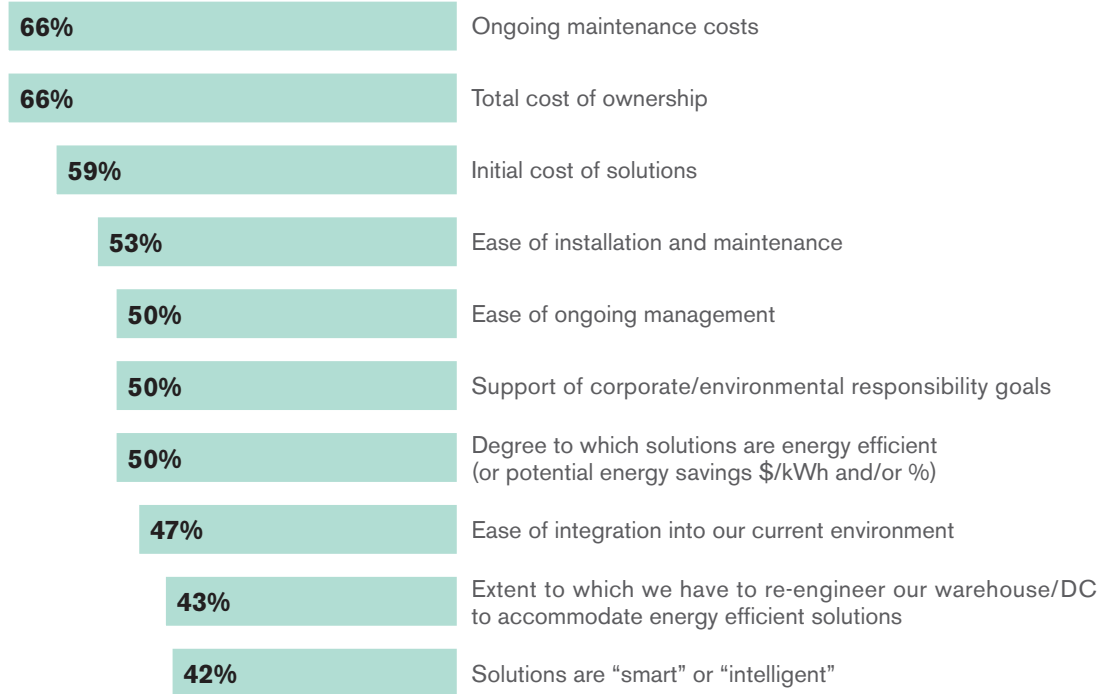 66% Ongoing maintenance costs
66% Total cost of ownership
59% Initial cost of solutions
53% Ease of installation and maintenance
50% Ease of ongoing management
50% Support of corporate/environmental responsibility goals
50% Degree to which solutions are energy efficient
(or potential energy savings $/kWh and/or %)
47% Ease of integration into our current environment
43% Extent to which we have to re-engineer our warehouse/DC
to accommodate energy efficient solutions
42% Solutions are “smart” or “intelligent”